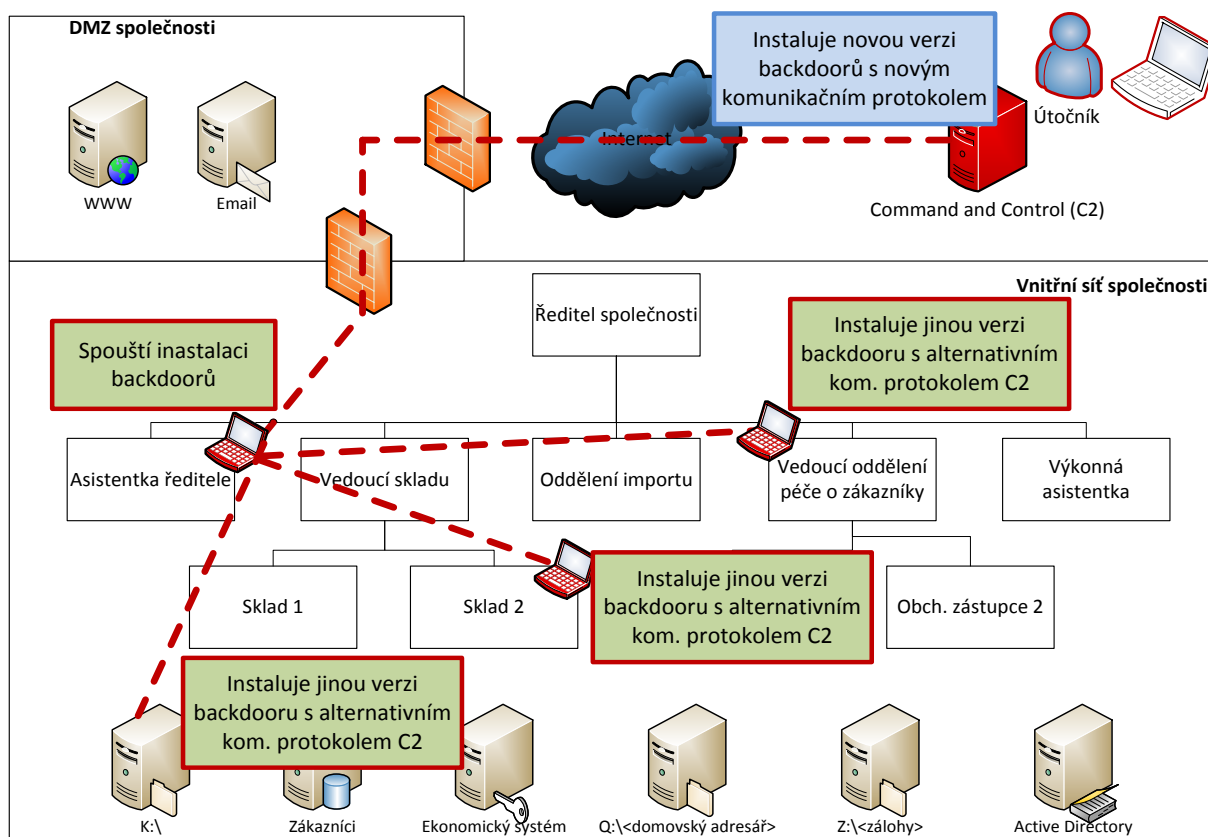 DMZ společnosti
WWW
Email
Internet
Instaluje novou verzi
backdoorů s novým
komunikačním protokolem
Útočník
Command and Control (C2)
Vnitřní síť společnosti
Ředitel společnosti
Spouští inastalaci
backdoorů
Instaluje jinou verzi
backdooru s alternativním
kom. protokolem C2
Asistentka ředitele
Vedoucí skladu
Oddělení importu
Vedoucí oddělení
péče o zákazníky
Výkonná
asistentka
Sklad 1
Sklad 2
Instaluje jinou verzi
backdooru s alternativním
kom. protokolem C2
Obch. zástupce 2
Instaluje jinou verzi
backdooru s alternativním
kom. protokolem C2
K:\
Zákazníci
Ekonomický systém
Q:\<domovský adresář>
Z:\<zálohy>
Active Directory